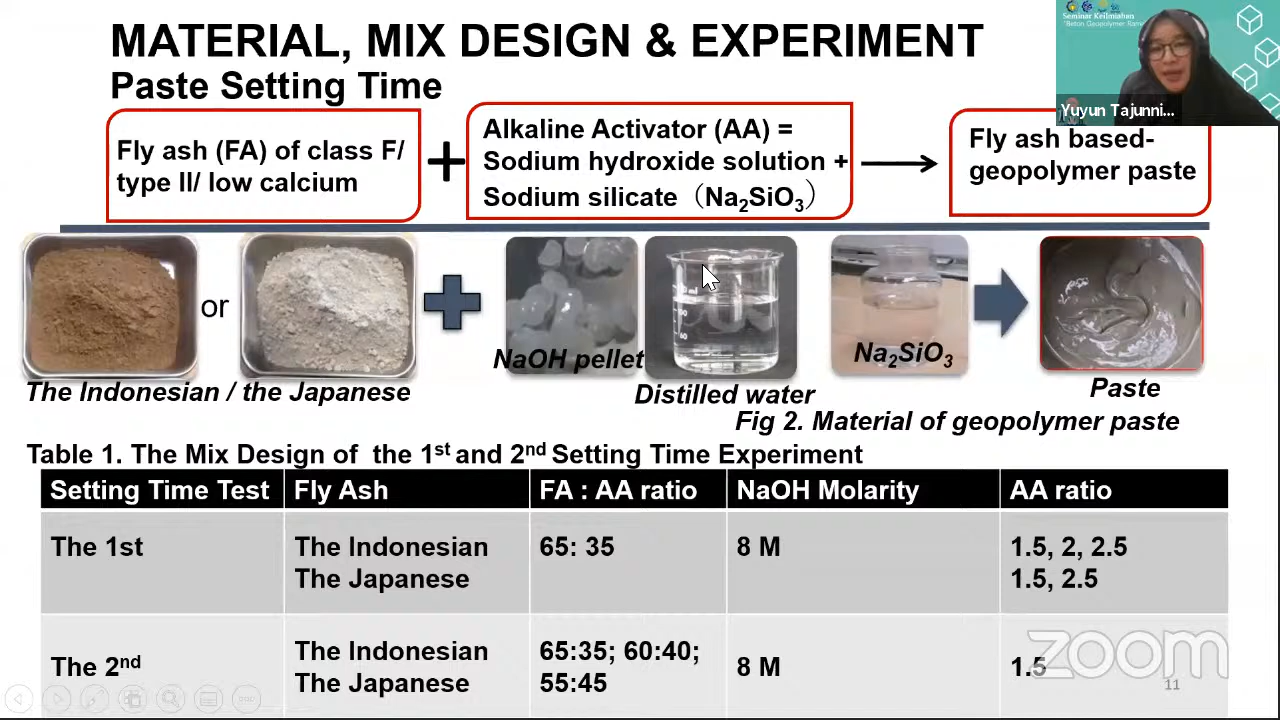 MATERIAL, MIX DESIGN & EXPERIMENT
Paste Setting Time
Seminar Keilmiahan
"Beton Geopolymer Ramah
Yuyun Tajunni...
Fly ash (FA) of class F/
type II/ low calcium
Alkaline Activator (AA) =
Sodium hydroxide solution +
Sodium silicate（Na₂SiO₃）
Fly ash based-
geopolymer paste
or
NaOH pellet
Na₂SiO₃
The Indonesian / the Japanese
Distilled water
Paste
Fig 2. Material of geopolymer paste
Table 1. The Mix Design of the 1st and 2nd Setting Time Experiment
Setting Time Test Fly Ash FA : AA ratio NaOH Molarity AA ratio
The 1st The Indonesian 65: 35 8 M 1.5, 2, 2.5
The Japanese 1.5, 2.5
The 2nd The Indonesian 65:35; 60:40; 8 M 1.5
The Japanese 55:45
zoom
11